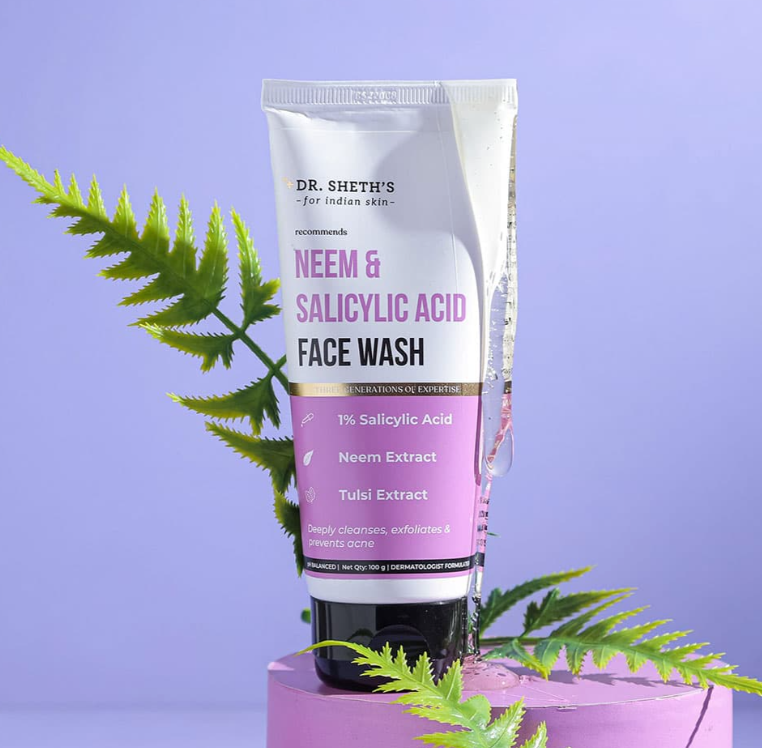 DR. SHETH'S
-for indian skin-
recommends
NEEM &
SALICYLIC ACID
FACE WASH
GENERATIONS OF EXPERTISE
1% Salicylic Acid
Neem Extract
Tulsi Extract
Deeply cleanses, exfoliates &
prevents acne
BALANCED | Net Qty: 100 g | DERMATOLOGIST